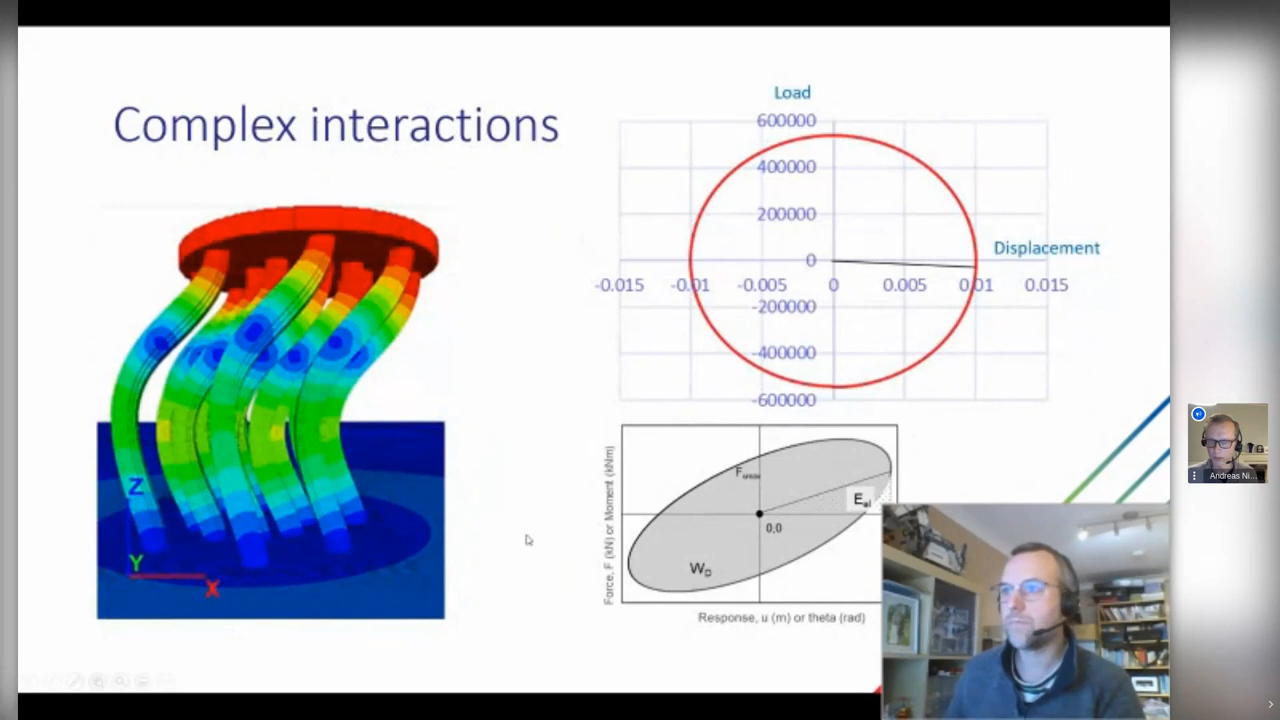 Complex interactions
Load
600000
400000
200000
0
-200000
-400000
-600000
Displacement
-0.015 -0.01 -0.005 0 0.005 0.01 0.015
Z
Y
X
Force, F (kN) or Moment (kNm)
F
E
0,0
W
Response, u (m) or theta (rad)
Andreas Ni...